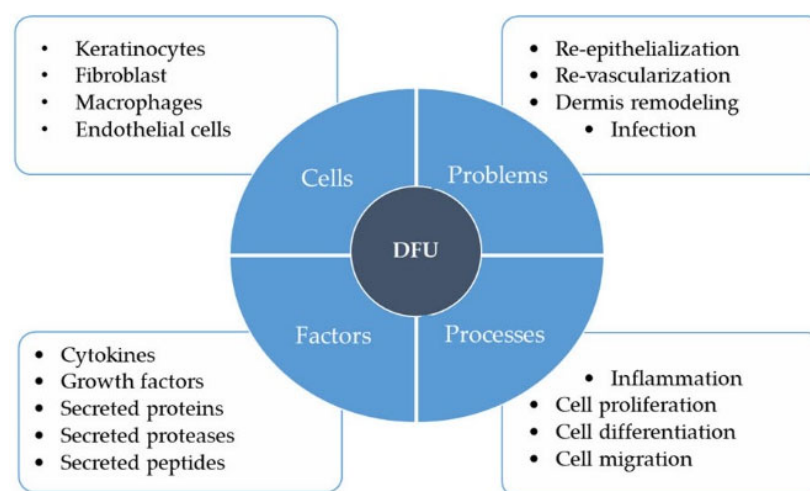 • Keratinocytes
• Fibroblast
• Macrophages
• Endothelial cells
• Re-epithelialization
• Re-vascularization
• Dermis remodeling
• Infection
Cells
Problems
DFU
Factors
Processes
• Cytokines
• Growth factors
• Secreted proteins
• Secreted proteases
• Secreted peptides
• Inflammation
• Cell proliferation
• Cell differentiation
• Cell migration